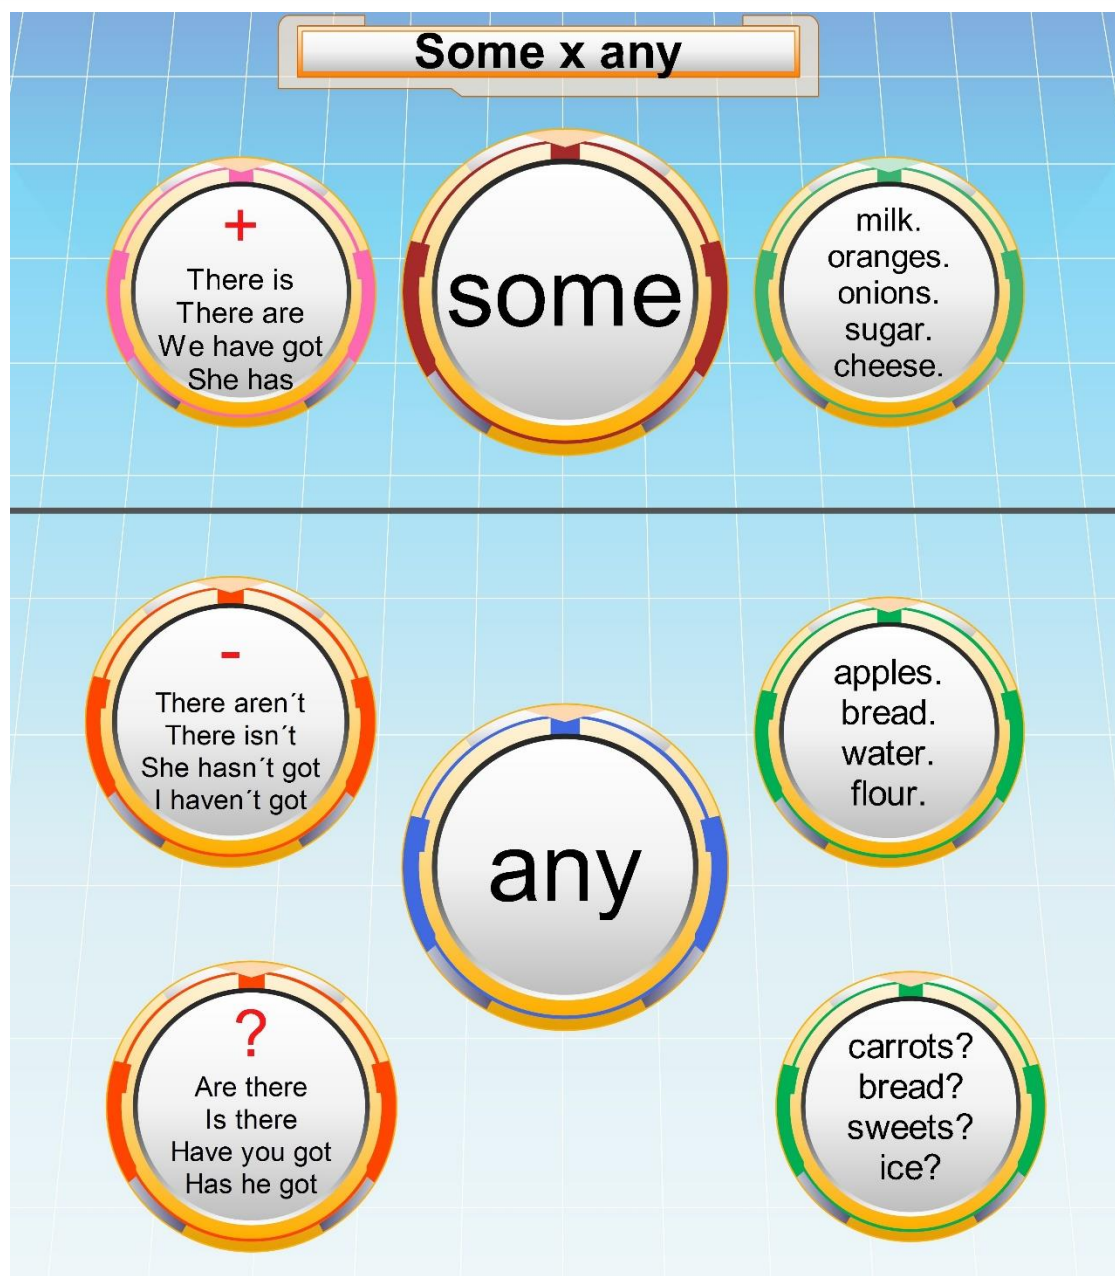 Some x any
+
There is
There are
We have got
She has
some
milk.
oranges.
onions.
sugar.
cheese.
-
There aren´t
There isn´t
She hasn´t got
I haven´t got
any
apples.
bread.
water.
flour.
?
Are there
Is there
Have you got
Has he got
carrots?
bread?
sweets?
ice?